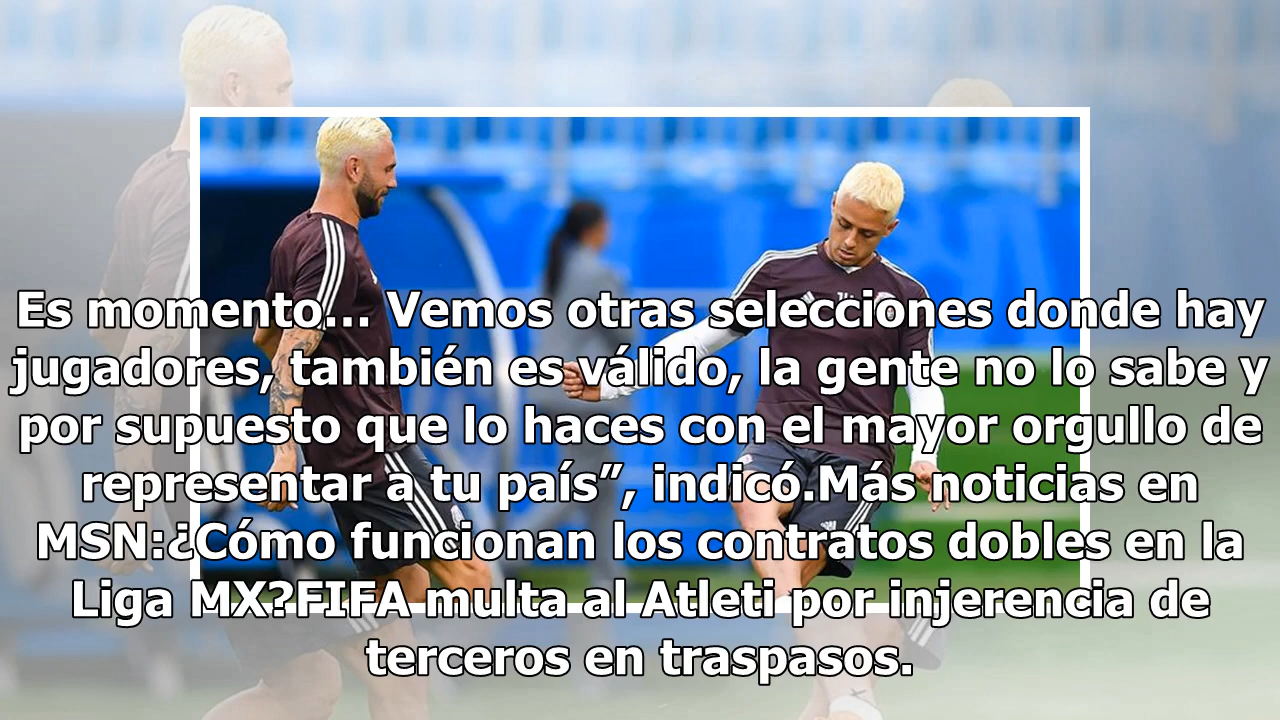 Es momento... Vemos otras selecciones donde hay
jugadores, también es válido, la gente no lo sabe y
por supuesto que lo haces con el mayor orgullo de
representar a tu país”, indicó.Más noticias en
MSN:¿Cómo funcionan los contratos dobles en la
Liga MX?FIFA multa al Atleti por injerencia de
terceros en traspasos.